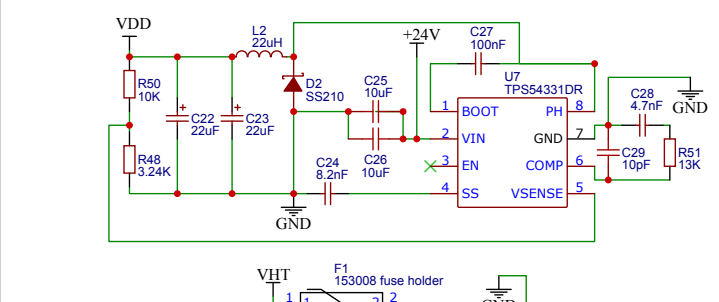 VDD
L2
22uH
+24V
C27
100nF
U7
TPS54331DR
R50
10K
D2
SS210
C25
10uF
C28
4.7nF
GND
1
BOOT
PH
8
C22
22uF
C23
22uF
2
VIN
GND
7
C29
10pF
R51
13K
R48
3.24K
C26
10uF
3
EN
COMP
6
C24
8.2nF
4
SS
VSENSE
5
GND
VHT
F1
153008 fuse holder
1
1
2
2
GND